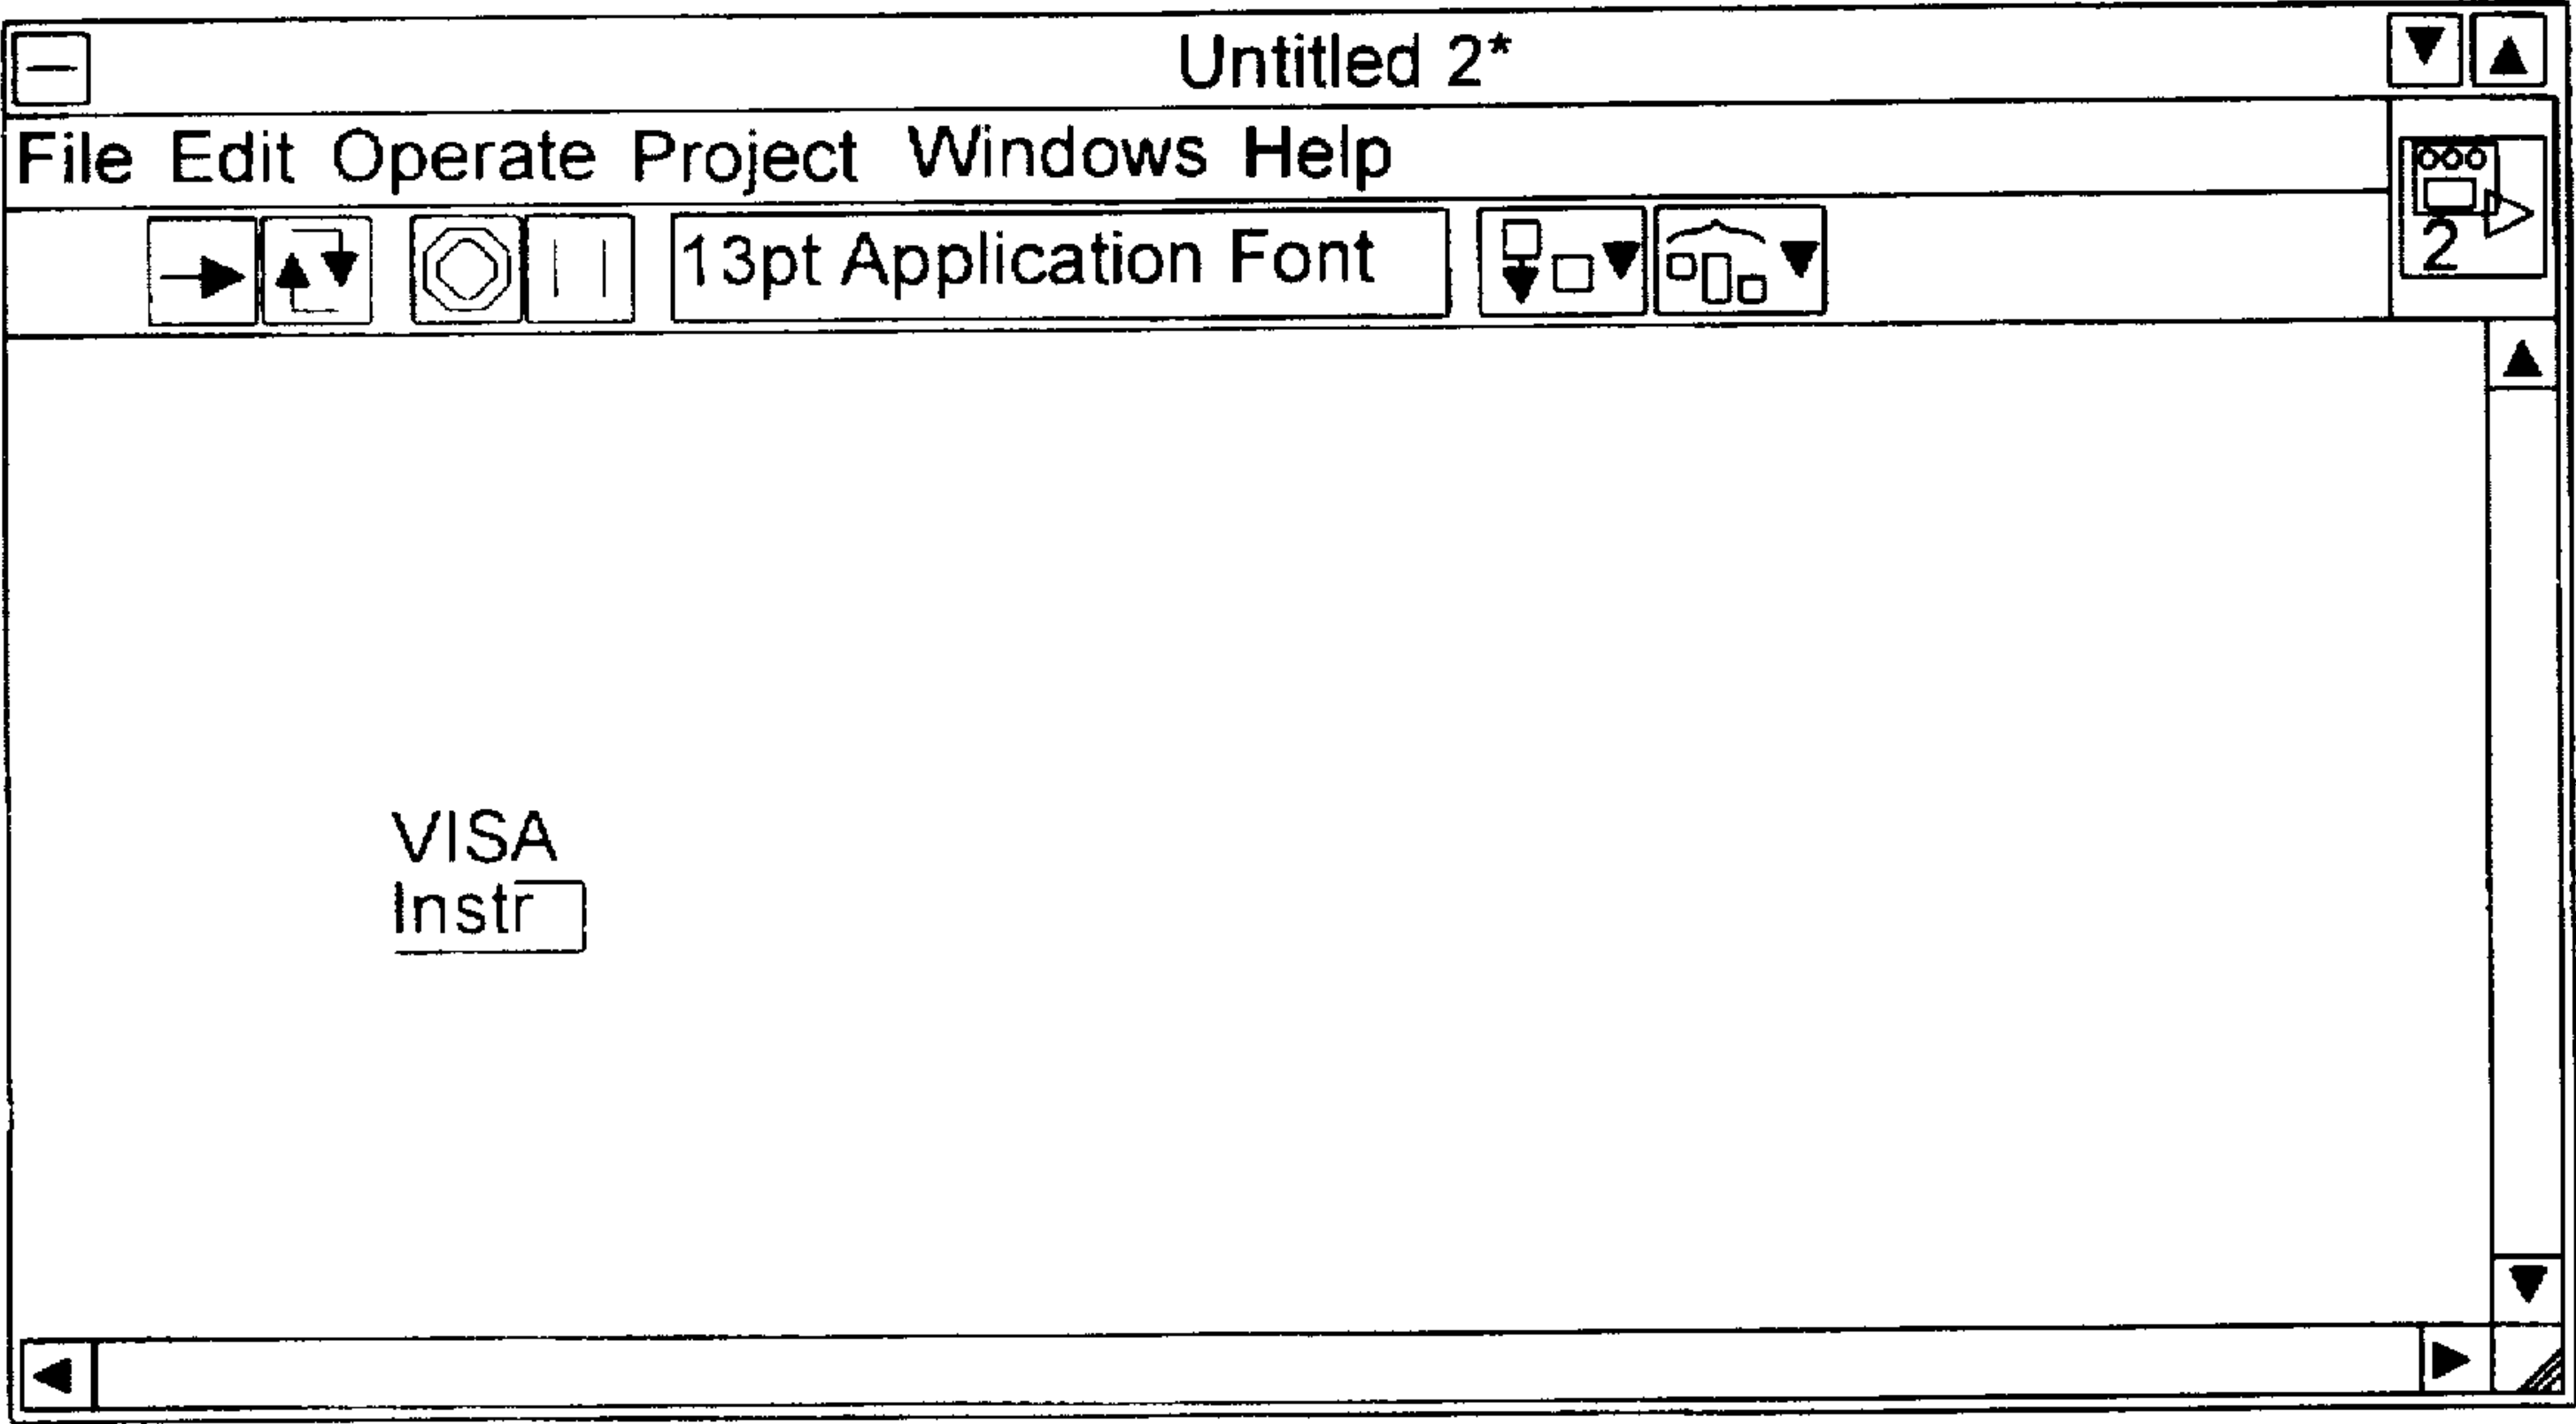 Untitled 2*
File Edit Operate Project Windows Help
13pt Application Font
2
VISA
Instr